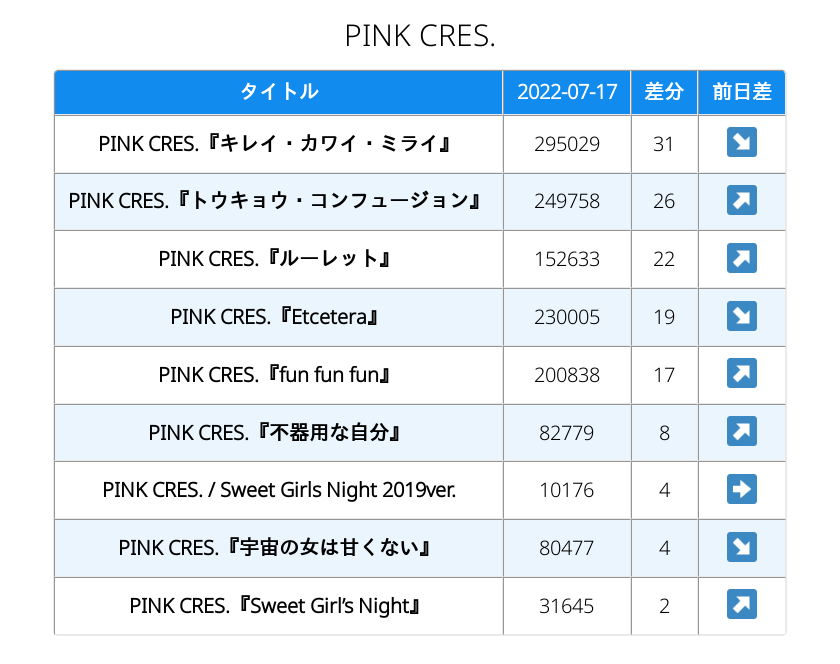 PINK CRES.
タイトル 2022-07-17 差分 前日差
PINK CRES.『キレイ・カワイ・ミライ』 295029 31 ↘
PINK CRES.『トウキョウ・コンフュージョン』 249758 26 ↗
PINK CRES.『ルーレット』 152633 22 ↗
PINK CRES.『Etcetera』 230005 19 ↘
PINK CRES.『fun fun fun』 200838 17 ↗
PINK CRES.『不器用な自分』 82779 8 ↗
PINK CRES. / Sweet Girls Night 2019ver. 10176 4 ➡
PINK CRES.『宇宙の女は甘くない』 80477 4 ↘
PINK CRES.『Sweet Girl’s Night』 31645 2 ↗